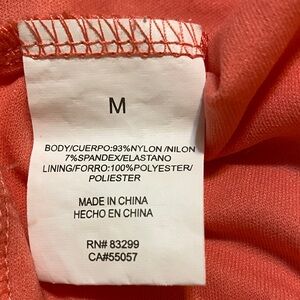 M
BODY/CUERPO:93%NYLON/NILON
7%SPANDEX/ELASTANO
LINING/FORRO:100%POLYESTER/
POLIESTER
MADE IN CHINA
HECHO EN CHINA
RN# 83299
CA#55057